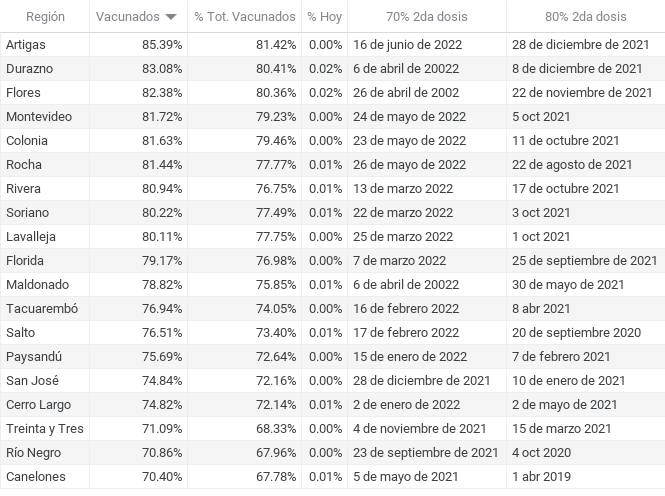 Región Vacunados % Tot. Vacunados % Hoy 70% 2da dosis 80% 2da dosis
Artigas 85.39% 81.42% 0.00% 16 de junio de 2022 28 de diciembre de 2021
Durazno 83.08% 80.41% 0.02% 6 de abril de 20022 8 de diciembre de 2021
Flores 82.38% 80.36% 0.02% 26 de abril de 2002 22 de noviembre de 2021
Montevideo 81.72% 79.23% 0.00% 24 de mayo de 2022 5 oct 2021
Colonia 81.63% 79.46% 0.00% 23 de mayo de 2022 11 de octubre 2021
Rocha 81.44% 77.77% 0.01% 26 de mayo de 2022 22 de agosto de 2021
Rivera 80.94% 76.75% 0.01% 13 de marzo 2022 17 de octubre 2021
Soriano 80.22% 77.49% 0.01% 22 de marzo 2022 3 oct 2021
Lavalleja 80.11% 77.75% 0.00% 25 de marzo 2022 1 oct 2021
Florida 79.17% 76.98% 0.00% 7 de marzo 2022 25 de septiembre de 2021
Maldonado 78.82% 75.85% 0.01% 6 de abril de 20022 30 de mayo de 2021
Tacuarembó 76.94% 74.05% 0.00% 16 de febrero 2022 8 abr 2021
Salto 76.51% 73.40% 0.01% 17 de febrero 2022 20 de septiembre 2020
Paysandú 75.69% 72.64% 0.00% 15 de enero de 2022 7 de febrero 2021
San José 74.84% 72.16% 0.00% 28 de diciembre de 2021 10 de enero de 2021
Cerro Largo 74.82% 72.14% 0.01% 2 de enero de 2022 2 de mayo de 2021
Treinta y Tres 71.09% 68.33% 0.00% 4 de noviembre de 2021 15 de marzo 2021
Río Negro 70.86% 67.96% 0.00% 23 de septiembre de 2021 4 oct 2020
Canelones 70.40% 67.78% 0.01% 5 de mayo de 2021 1 abr 2019